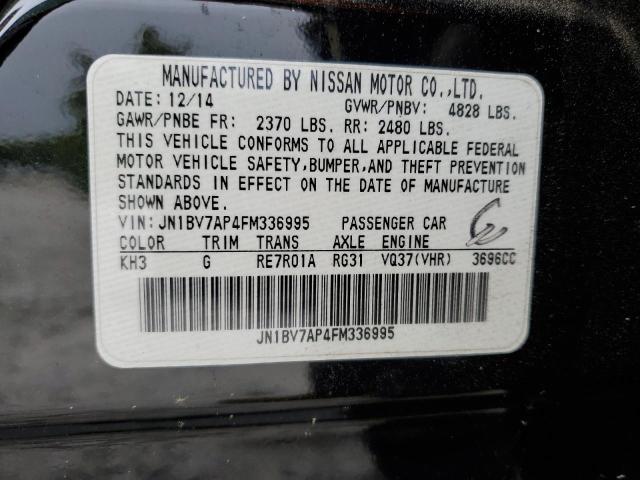 MANUFACTURED BY NISSAN MOTOR CO.,LTD.
DATE: 12/14 GVWR/PNBV: 4828 LBS.
GAWR/PNBE FR: 2370 LBS. RR: 2480 LBS.
THIS VEHICLE CONFORMS TO ALL APPLICABLE FEDERAL
MOTOR VEHICLE SAFETY,BUMPER,AND THEFT PREVENTION
STANDARDS IN EFFECT ON THE DATE OF MANUFACTURE
SHOWN ABOVE.
VIN:JN1BV7AP4FM336995 PASSENGER CAR
COLOR TRIM TRANS AXLE ENGINE
KH3 G RE7R01A RG31 VQ37(VHR) 3696CC
JN1BV7AP4FM336995